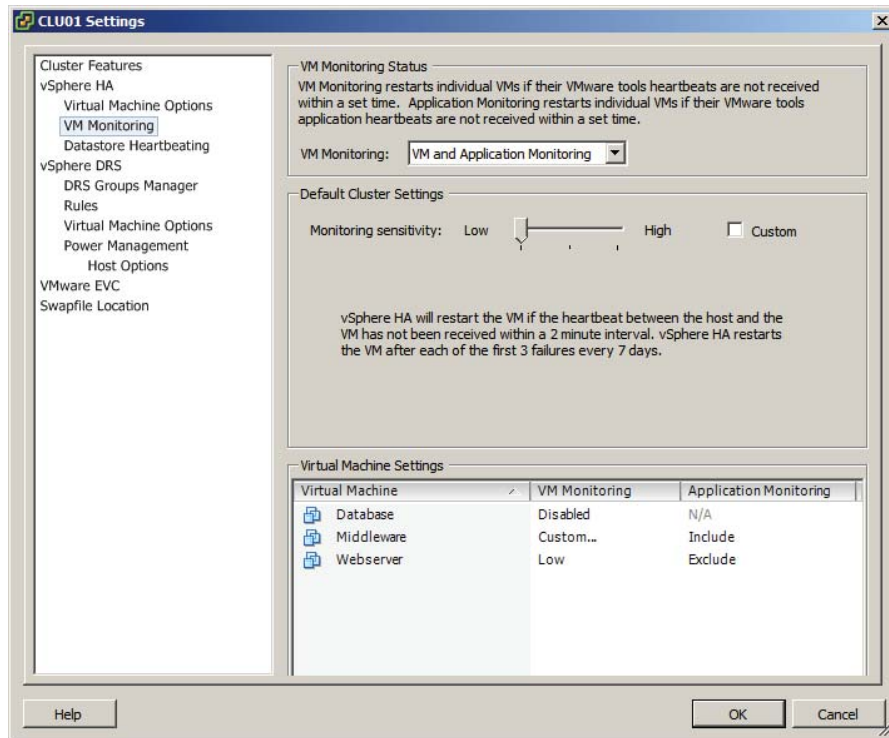 CLU01 Settings
Cluster Features
vSphere HA
Virtual Machine Options
VM Monitoring
Datastore Heartbeating
vSphere DRS
DRS Groups Manager
Rules
Virtual Machine Options
Power Management
Host Options
VMware EVC
Swapfile Location
VM Monitoring Status
VM Monitoring restarts individual VMs if their VMware tools heartbeats are not received
within a set time. Application Monitoring restarts individual VMs if their VMware tools
application heartbeats are not received within a set time.
VM Monitoring: VM and Application Monitoring
Default Cluster Settings
Monitoring sensitivity: Low High Custom
vSphere HA will restart the VM if the heartbeat between the host and the
VM has not been received within a 2 minute interval. vSphere HA restarts
the VM after each of the first 3 failures every 7 days.
Virtual Machine Settings
Virtual Machine VM Monitoring Application Monitoring
Database Disabled N/A
Middleware Custom... Include
Webserver Low Exclude
Help OK Cancel